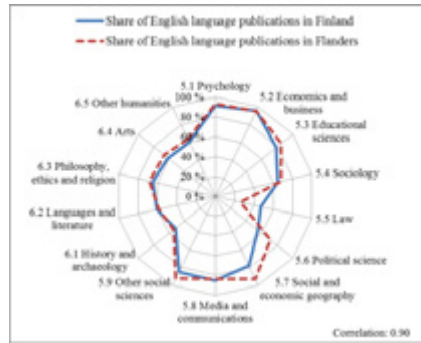 Share of English language publications in Finland
Share of English language publications in Flanders
5.1 Psychology
100 %
80 %
60 %
40 %
20 %
0 %
5.2 Economics and
business
5.3 Educational
sciences
5.4 Sociology
5.5 Law
5.6 Political science
5.7 Social and
economic geography
5.8 Media and
communications
5.9 Other social
sciences
6.1 History and
archaeology
6.2 Languages and
literature
6.3 Philosophy,
ethics and religion
6.4 Arts
6.5 Other humanities
Correlation: 0.90